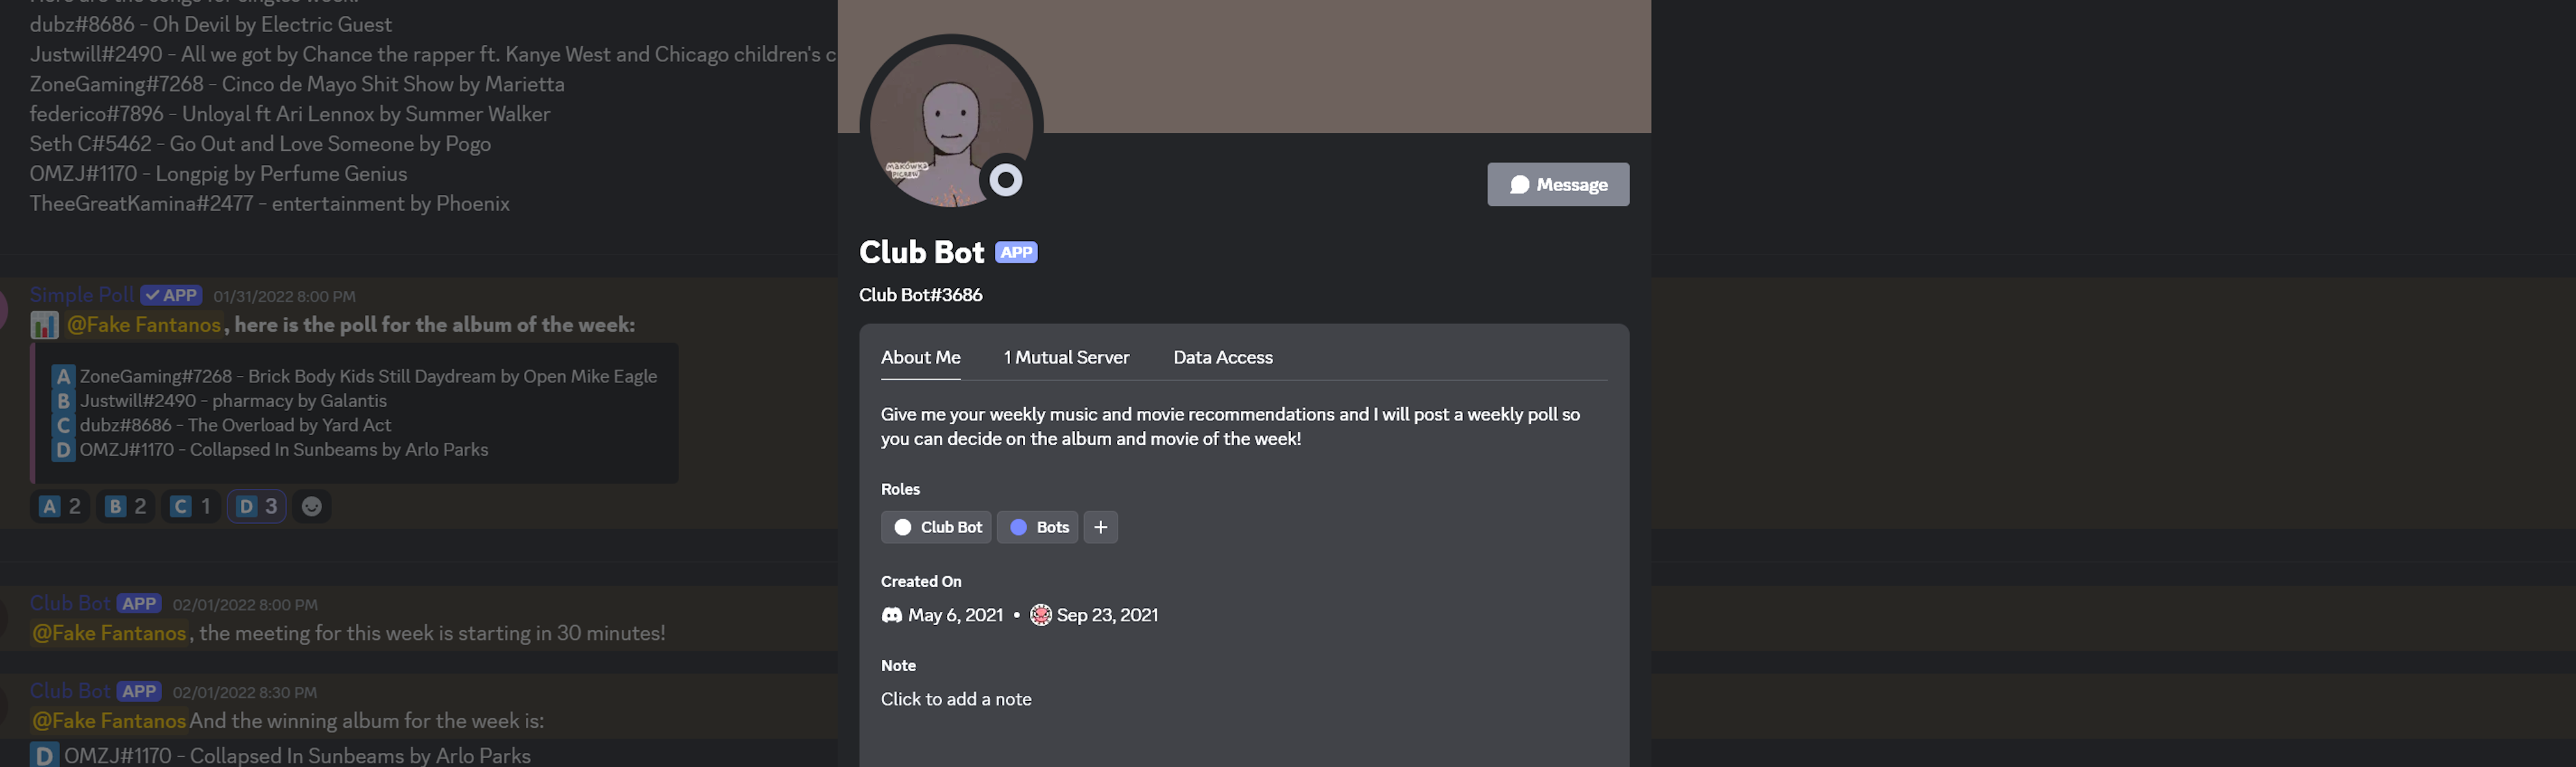 dubz#8686 - Oh Devil by Electric Guest
Justwill#2490 - All we got by Chance the rapper ft. Kanye West and Chicago children's c
ZoneGaming#7268 - Cinco de Mayo Shit Show by Marietta
federico#7896 - Unloyal ft Ari Lennox by Summer Walker
Seth C#5462 - Go Out and Love Someone by Pogo
OMZJ#1170 - Longpig by Perfume Genius
TheeGreatKamina#2477 - entertainment by Phoenix
Simple Poll ✓ APP 01/31/2022 8:00 PM
@Fake Fantanos, here is the poll for the album of the week:
A ZoneGaming#7268 - Brick Body Kids Still Daydream by Open Mike Eagle
B Justwill#2490 - pharmacy by Galantis
C dubz#8686 - The Overload by Yard Act
D OMZJ#1170 - Collapsed In Sunbeams by Arlo Parks
A 2 B 2 C 1 D 3
Club Bot APP 02/01/2022 8:00 PM
@Fake Fantanos, the meeting for this week is starting in 30 minutes!
Club Bot APP 02/01/2022 8:30 PM
@Fake Fantanos And the winning album for the week is:
D OMZJ#1170 - Collapsed In Sunbeams by Arlo Parks
MAKOWKA
PICREW
Message
Club Bot APP
Club Bot#3686
About Me 1 Mutual Server Data Access
Give me your weekly music and movie recommendations and I will post a weekly poll so
you can decide on the album and movie of the week!
Roles
Club Bot Bots +
Created On
May 6, 2021 • Sep 23, 2021
Note
Click to add a note